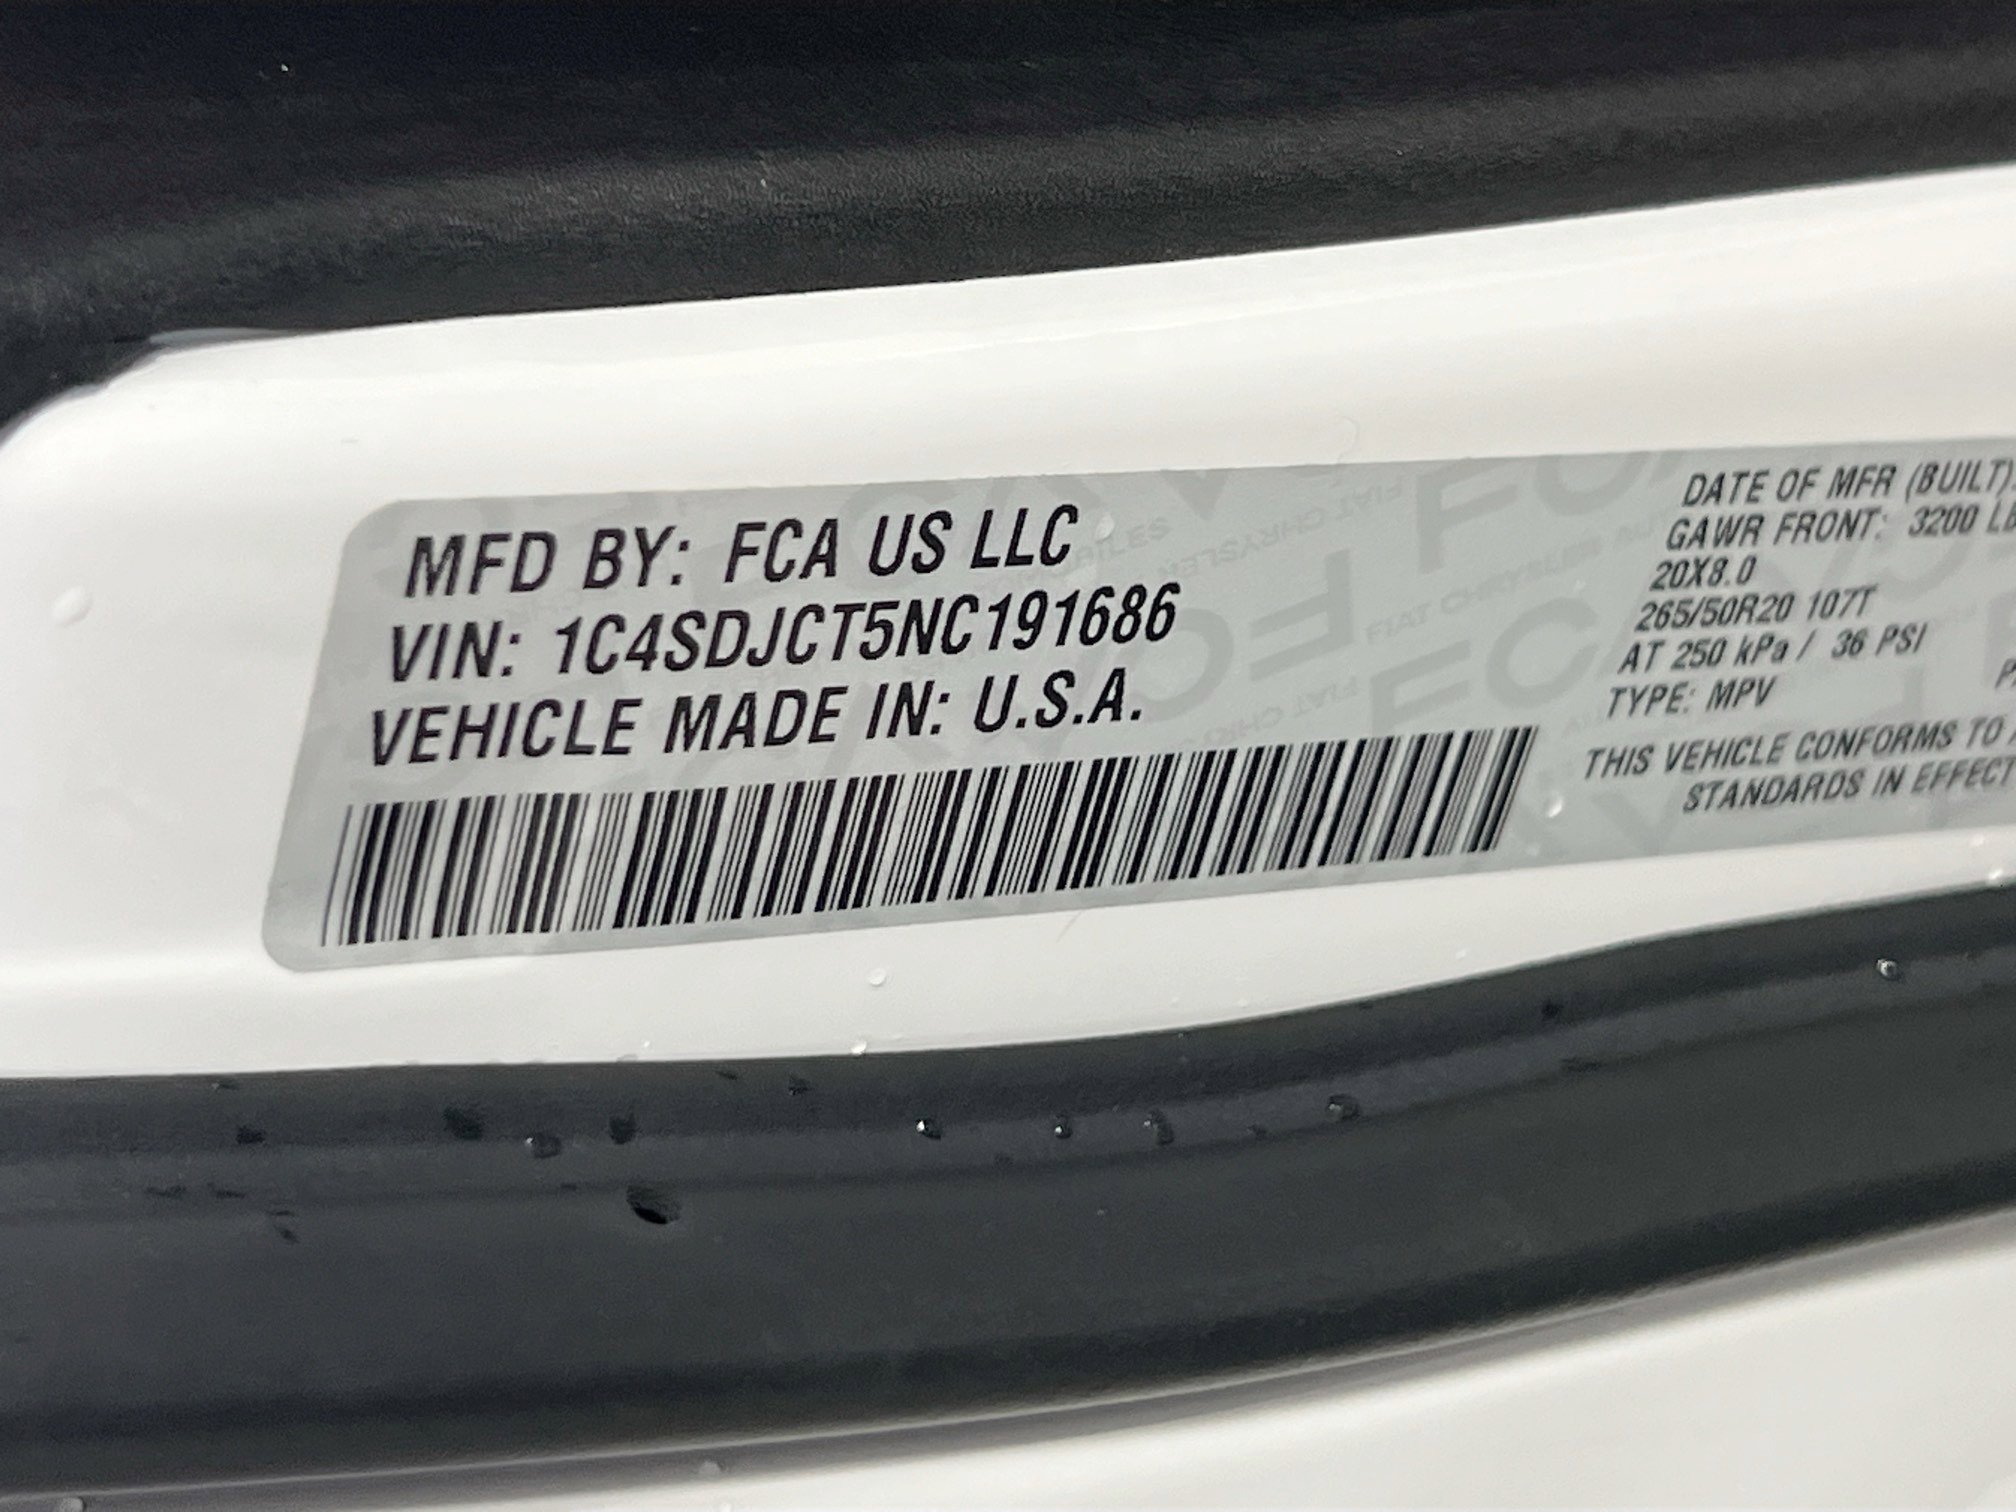 MFD BY: FCA US LLC
VIN: 1C4SDJCT5NC191686
VEHICLE MADE IN: U.S.A.
DATE OF MFR (BUILT):
GAWR FRONT: 3200
20X8.0
265/50R20 107T
AT 250 kPa / 36 PSI
TYPE: MPV
THIS VEHICLE CONFORMS TO
STANDARDS IN EFFECT